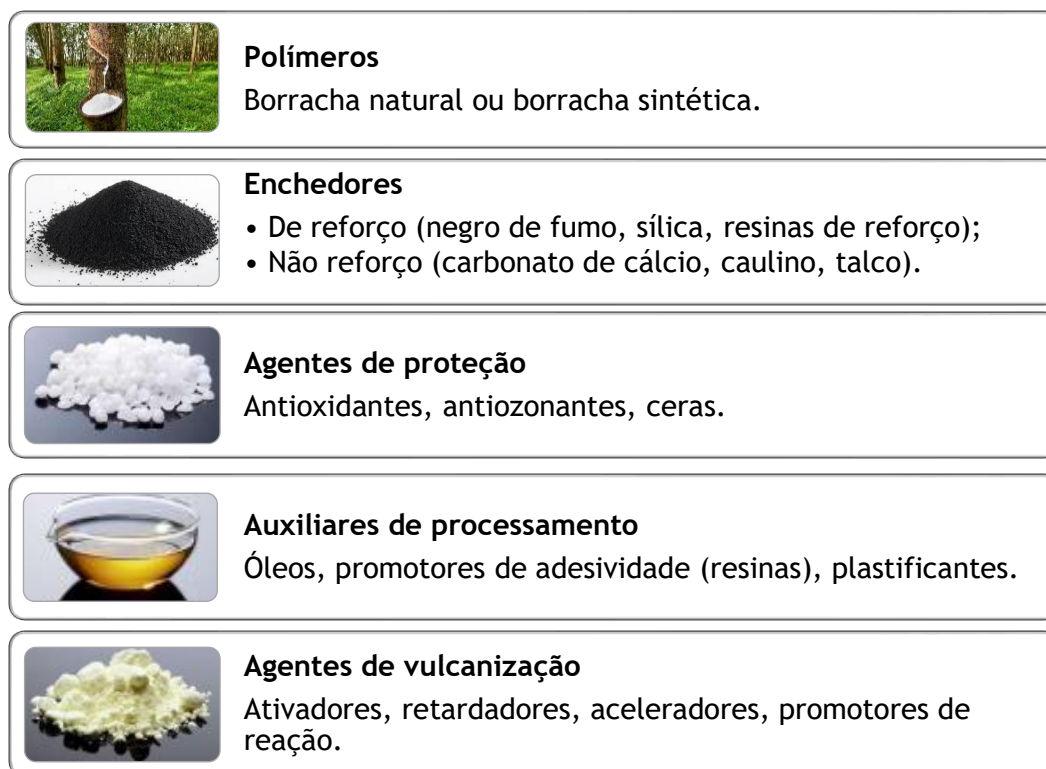 Polímeros
Borracha natural ou borracha sintética.
Enchedores
• De reforço (negro de fumo, sílica, resinas de reforço);
• Não reforço (carbonato de cálcio, caulino, talco).
Agentes de proteção
Antioxidantes, antiozonantes, ceras.
Auxiliares de processamento
Óleos, promotores de adesividade (resinas), plastificantes.
Agentes de vulcanização
Ativadores, retardadores, aceleradores, promotores de
reação.